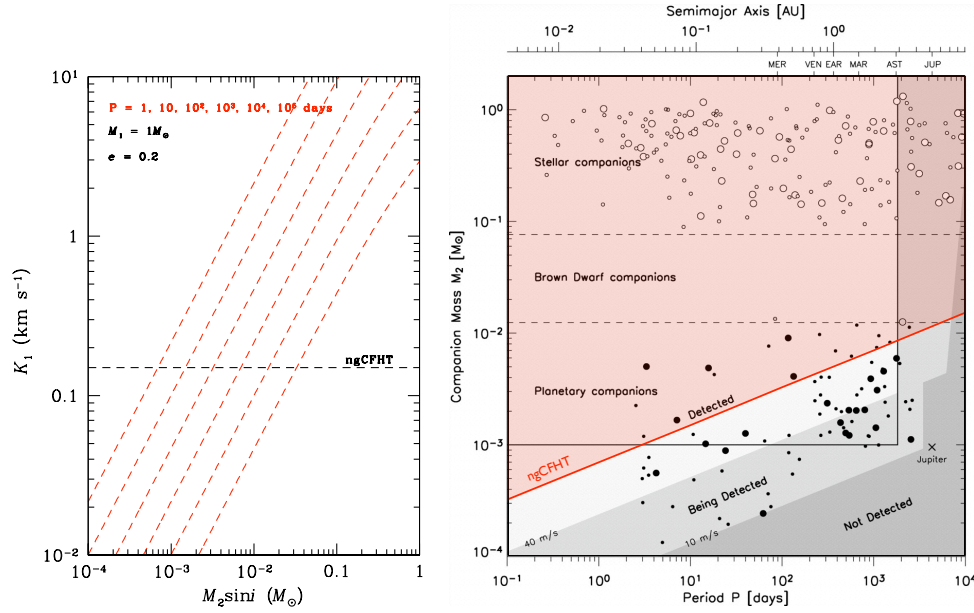 P = 1, 10, 10², 10³, 10⁴, 10⁵ days
M₁ = 1M⊙
e = 0.2
ngCFHT
K₁ (km s⁻¹)
10¹
1
0.1
10⁻²
10⁻⁴
10⁻³
10⁻²
0.1
1
M₂sini (M⊙)
Semimajor Axis [AU]
10⁻²
10⁻¹
10⁰
MER
VEN
EAR
MAR
AST
JUP
Companion Mass M₂ [M⊙]
10⁰
10⁻¹
10⁻²
10⁻³
10⁻⁴
Stellar companions
Brown Dwarf companions
Planetary companions
Detected
ngCFHT
Being Detected
Jupiter
Not Detected
40 m/s
10 m/s
10⁻¹
10⁰
10¹
10²
10³
10⁴
Period P [days]